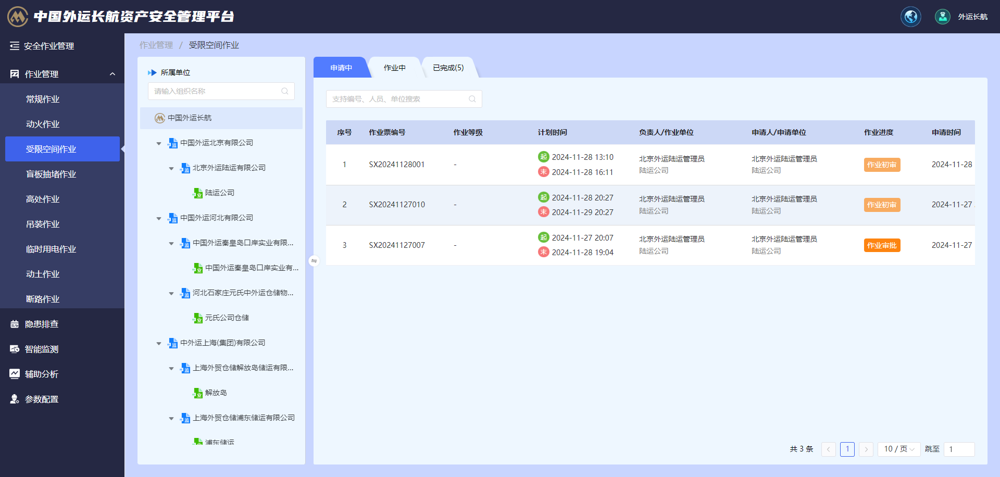 中国外运长航资产安全管理平台
外运长航
安全作业管理
作业管理
常规作业
动火作业
受限空间作业
盲板抽堵作业
高处作业
吊装作业
临时用电作业
动土作业
断路作业
隐患排查
智能监测
辅助分析
参数配置
作业管理 / 受限空间作业
所属单位
请输入组织名称
中国外运长航
监 中国外运北京有限公司
监 北京外运陆运有限公司
业 陆运公司
监 中国外运河北有限公司
监 中国外运秦皇岛口岸实业有限...
业 中国外运秦皇岛口岸实业有...
监 河北石家庄元氏中外运仓储物...
业 元氏公司仓储
监 中外运上海(集团)有限公司
监 上海外贸仓储解放岛储运有限...
业 解放岛
监 上海外贸仓储浦东储运有限公司
业 浦东储运
申请中 作业中 已完成(5)
支持编号、人员、单位搜索
序号 作业票编号 作业等级 计划时间 负责人/作业单位 申请人/申请单位 作业进度 申请时间
1 SX20241128001 - 起 2024-11-28 13:10 北京外运陆运管理员 北京外运陆运管理员 作业初审 2024-11-28
末 2024-11-28 16:11 陆运公司 陆运公司
2 SX20241127010 - 起 2024-11-28 20:27 北京外运陆运管理员 北京外运陆运管理员 作业初审 2024-11-27
末 2024-11-29 20:27 陆运公司 陆运公司
3 SX20241127007 - 起 2024-11-27 20:07 北京外运陆运管理员 北京外运陆运管理员 作业审批 2024-11-27
末 2024-11-28 19:04 陆运公司 陆运公司
共 3 条 1 10 / 页 跳至 1